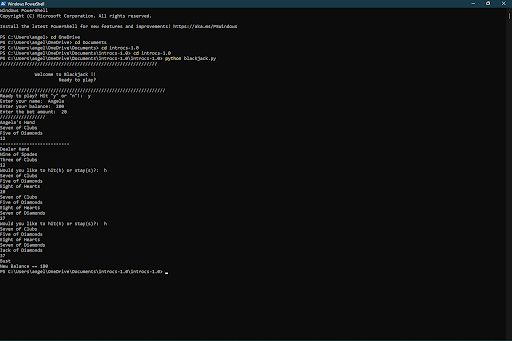 Windows PowerShell
Windows PowerShell
Copyright (C) Microsoft Corporation. All rights reserved.
Install the latest PowerShell for new features and improvements! https://aka.ms/PSWindows
PS C:\Users\angel> cd OneDrive
PS C:\Users\angel\OneDrive> cd Documents
PS C:\Users\angel\OneDrive\Documents> cd introcs-1.0
PS C:\Users\angel\OneDrive\Documents\introcs-1.0> cd introcs-1.0
PS C:\Users\angel\OneDrive\Documents\introcs-1.0\introcs-1.0> python blackjack.py
///////////////////////////////////////////////////////////
Welcome to Blackjack !!
Ready to play?
//////////////////////////////////////////////////////////////
Ready to play? Hit "y" or "n"!: y
Enter your name: Angela
Enter your Balance: 200
Enter the bet amount: 20
/////////////////
Angela's Hand
Seven of Clubs
Five of Diamonds
12
--------------------------
Dealer Hand
Nine of Spades
Three of Clubs
12
Would you like to hit(h) or stay(s)?: h
Seven of Clubs
Five of Diamonds
Eight of Hearts
20
Seven of Clubs
Five of Diamonds
Eight of Hearts
Seven of Diamonds
27
Would you like to hit(h) or stay(s)?: h
Seven of Clubs
Five of Diamonds
Eight of Hearts
Seven of Diamonds
Jack of Diamonds
37
Bust
New Balance == 180
PS C:\Users\angel\OneDrive\Documents\introcs-1.0\introcs-1.0>